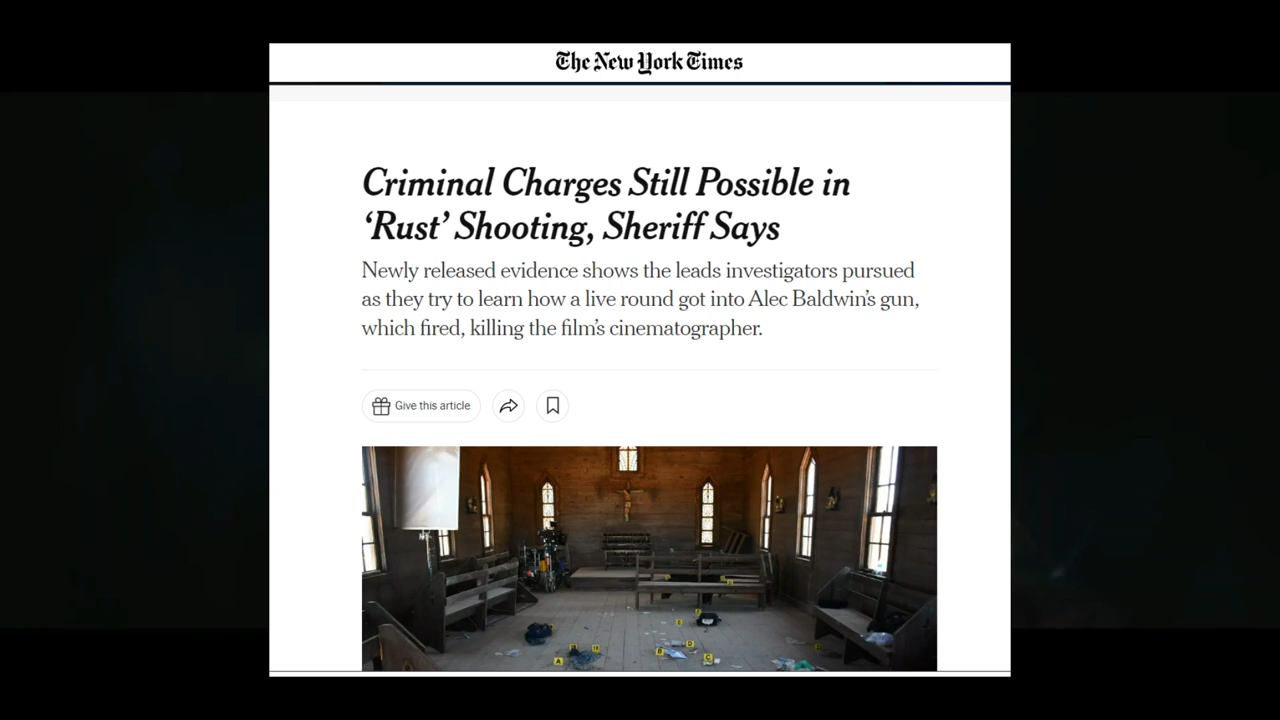 The New York Times
Criminal Charges Still Possible in
‘Rust’ Shooting, Sheriff Says
Newly released evidence shows the leads investigators pursued
as they try to learn how a live round got into Alec Baldwin’s gun,
which fired, killing the film’s cinematographer.
Give this article
A
B
D
C